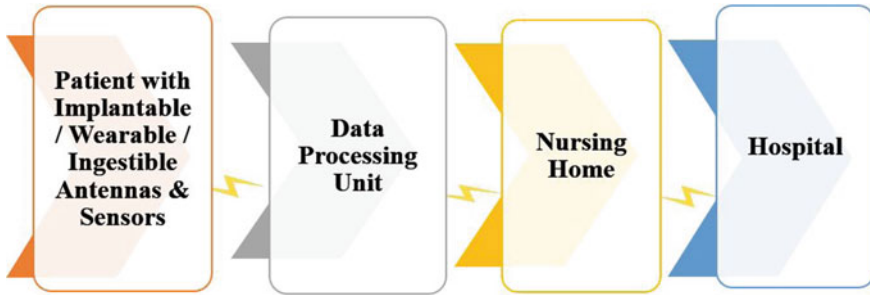 Patient with
Implantable
/ Wearable /
Ingestible
Antennas &
Sensors
Data
Processing
Unit
Nursing
Home
Hospital